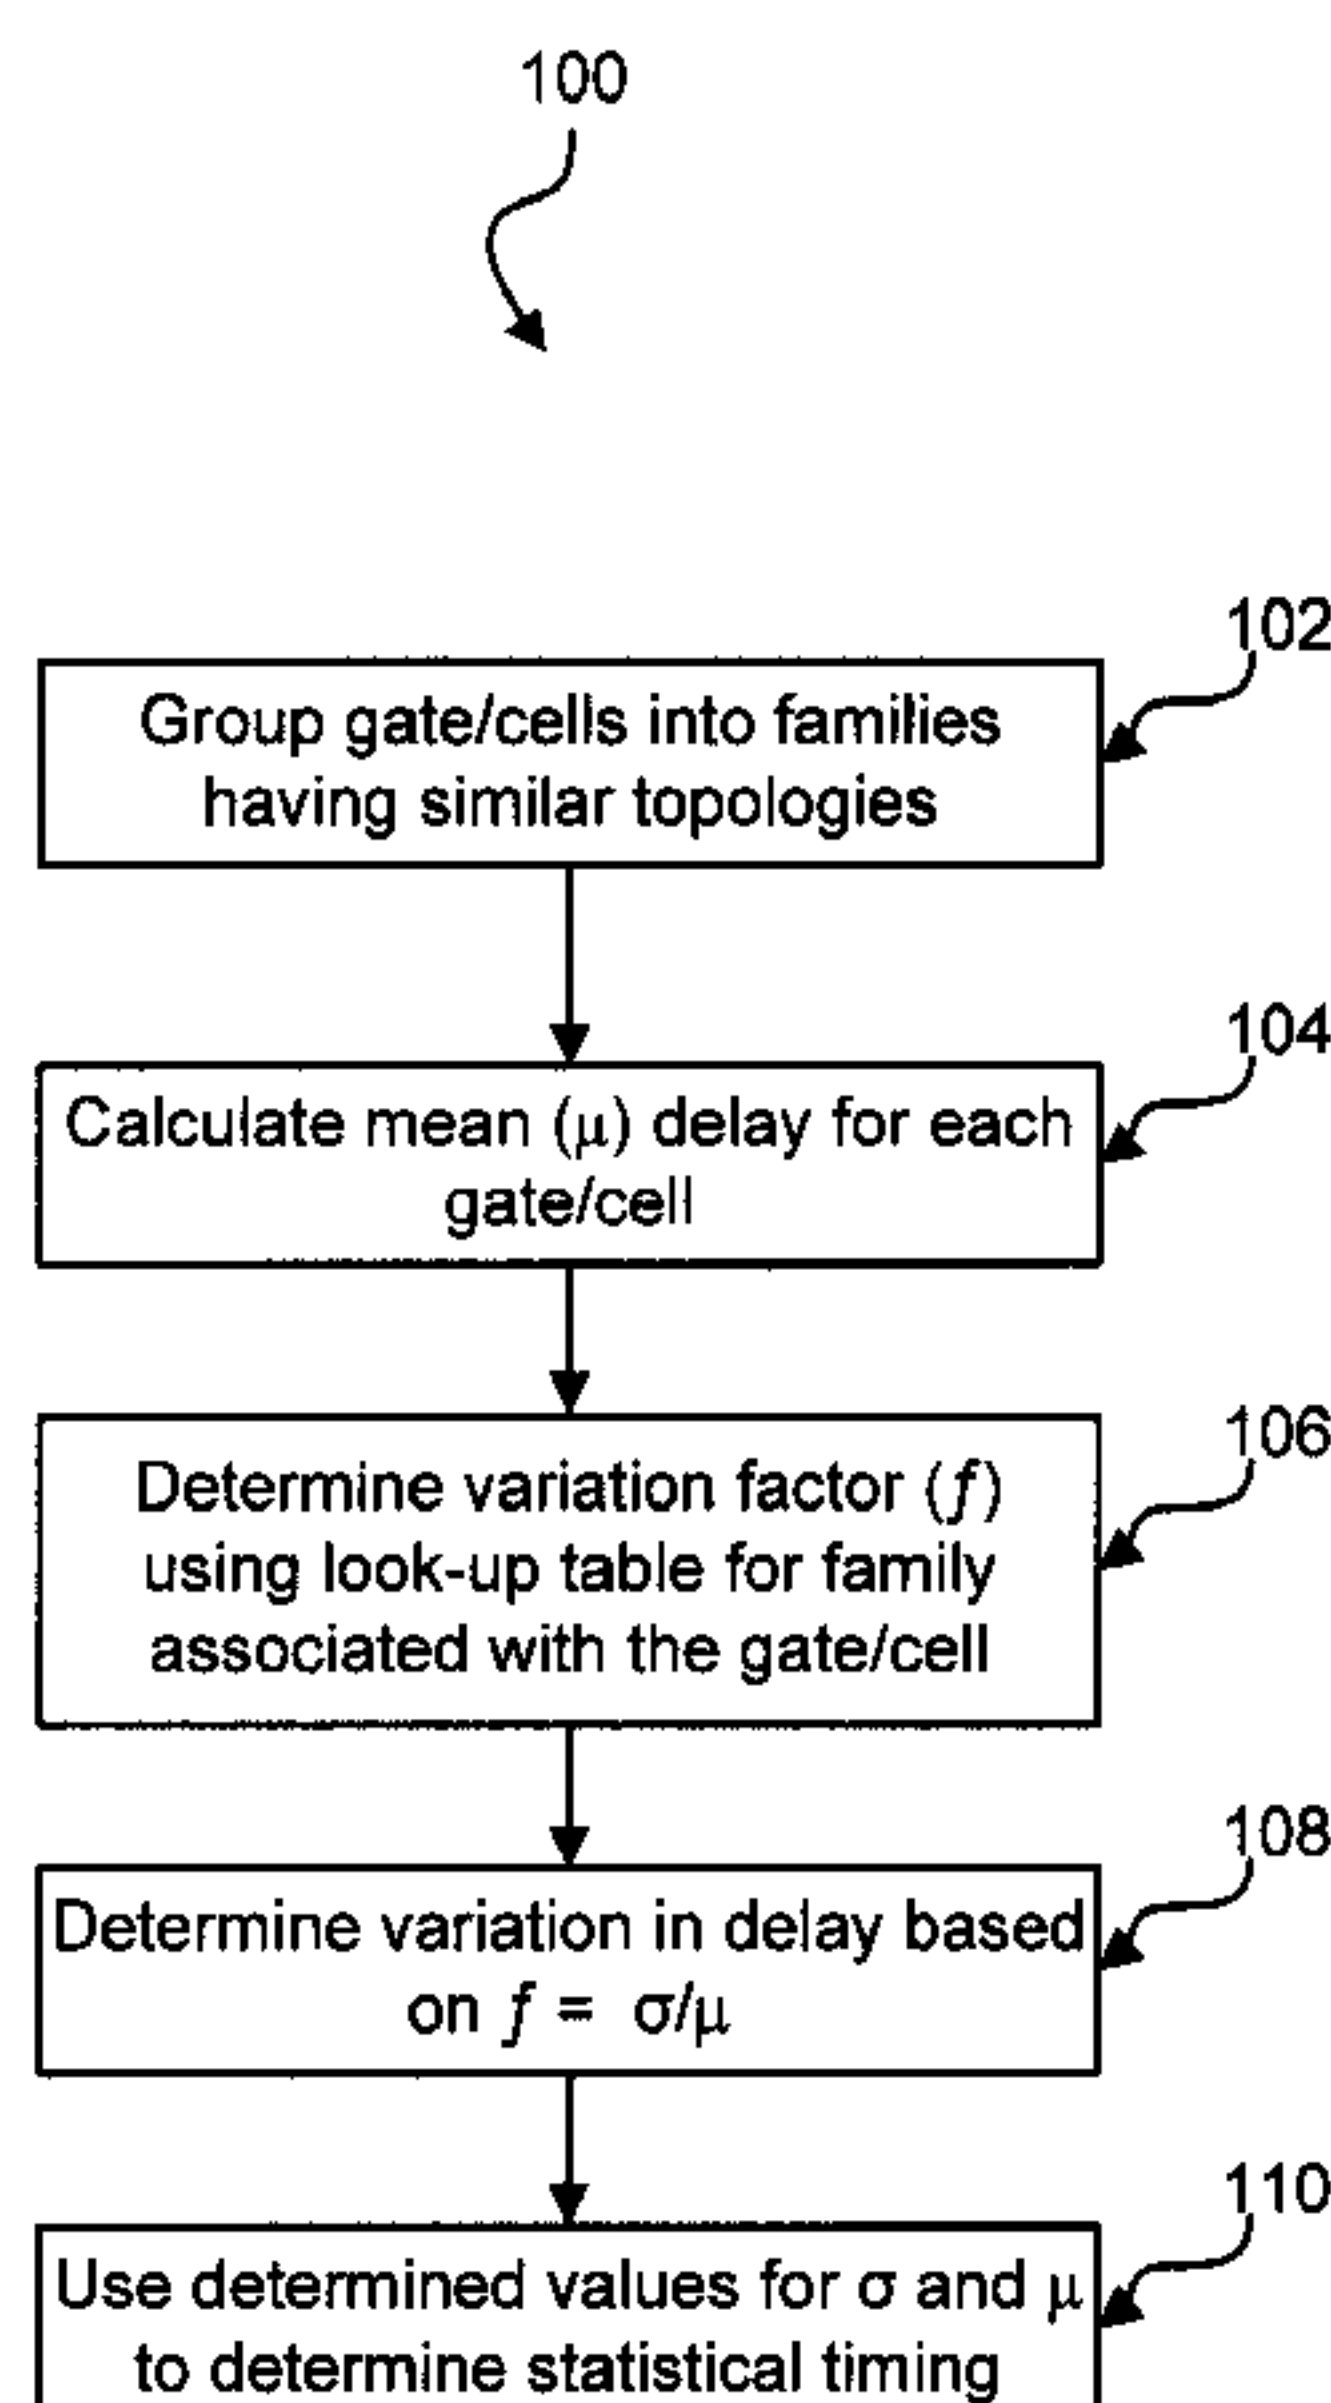 100
102
Group gate/cells into families
having similar topologies
104
Calculate mean (μ) delay for each
gate/cell
106
Determine variation factor (ƒ)
using look-up table for family
associated with the gate/cell
108
Determine variation in delay based
on ƒ = σ/μ
110
Use determined values for σ and μ
to determine statistical timing